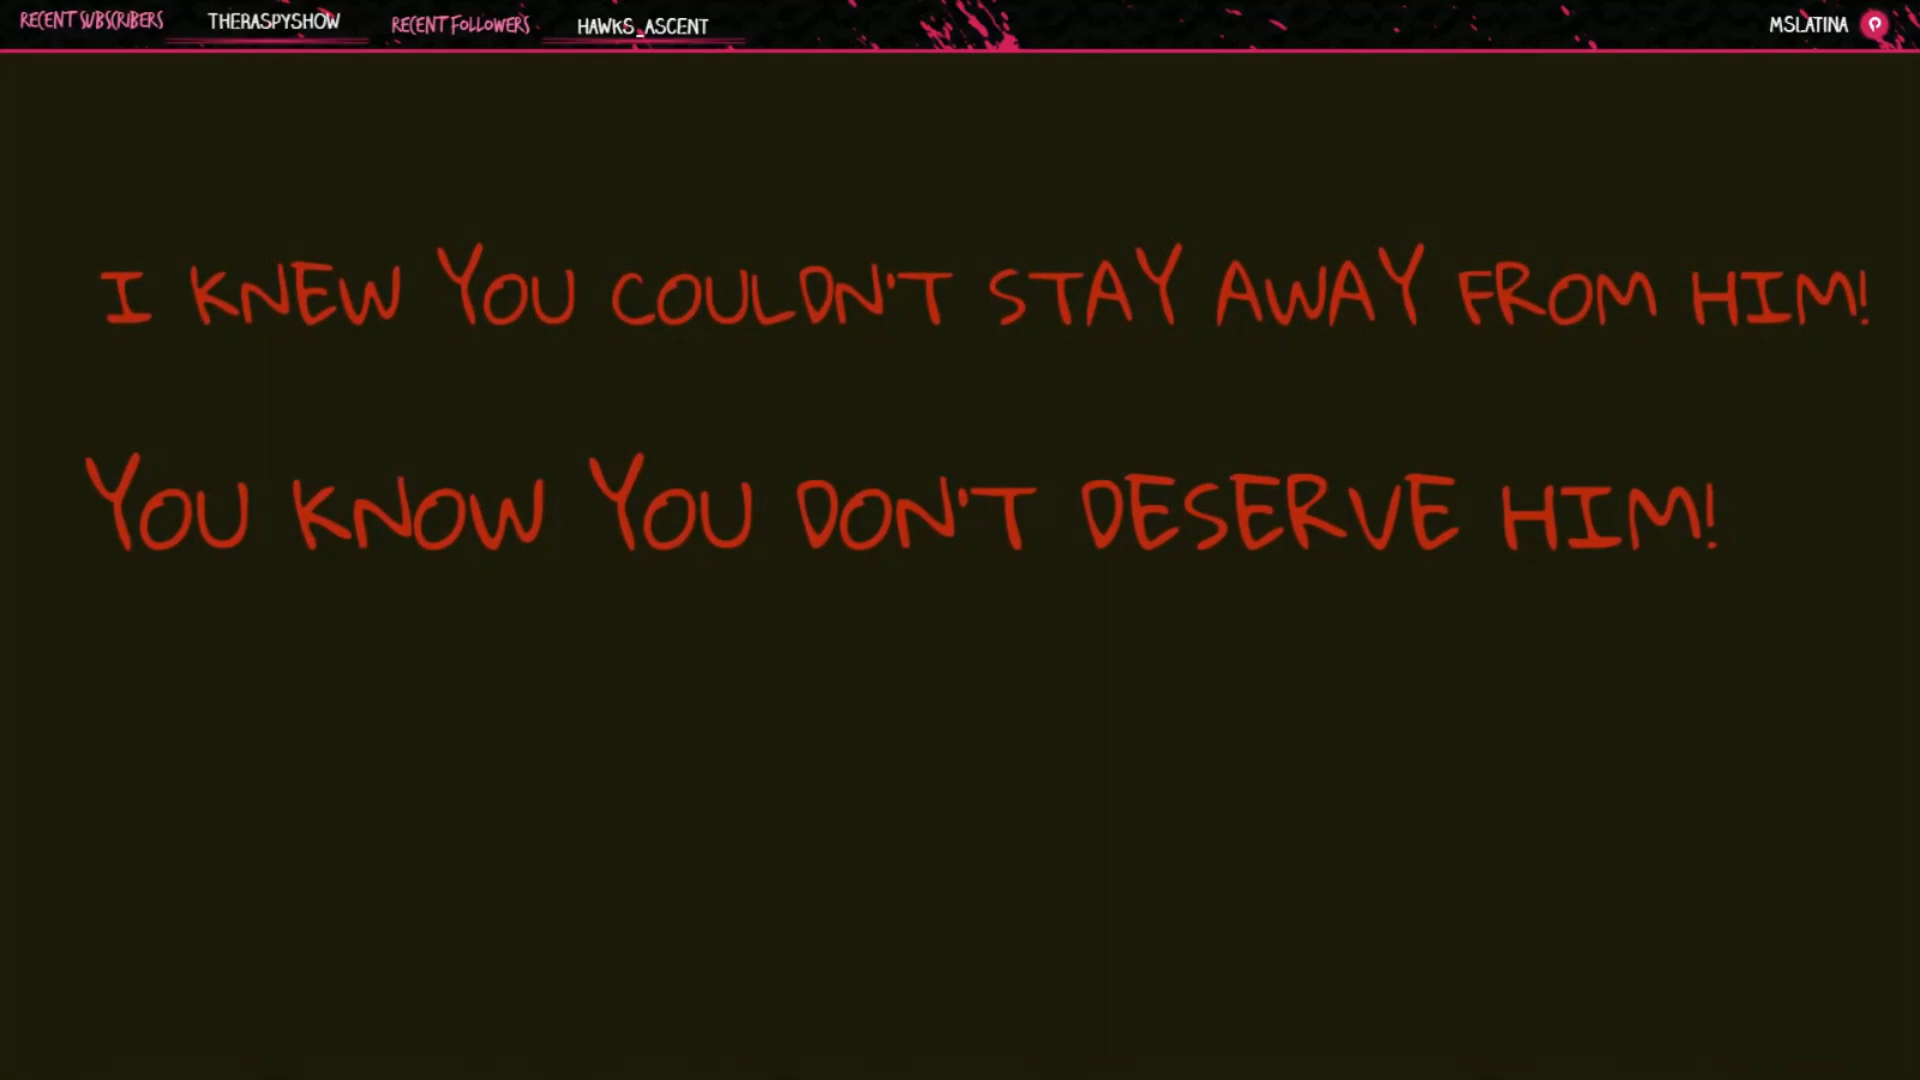 RECENT SUBSCRIBERS THERASPYSHOW RECENT FOLLOWERS HAWKS_ASCENT MSLATINA
I KNEW YOU COULDN'T STAY AWAY FROM HIM!
YOU KNOW YOU DON'T DESERVE HIM!